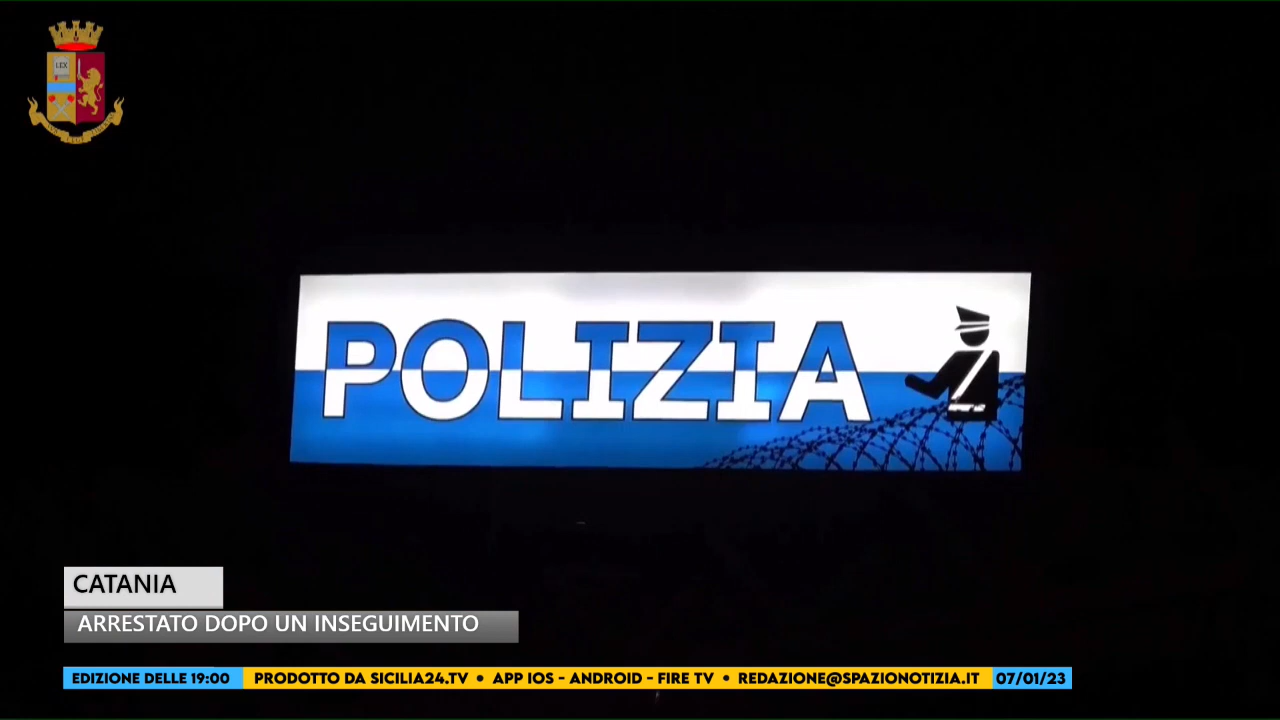 LEX
POLIZIA
CATANIA
ARRESTATO DOPO UN INSEGUIMENTO
EDIZIONE DELLE 19:00 PRODOTTO DA SICILIA24.TV • APP IOS - ANDROID - FIRE TV • REDAZIONE@SPAZIONOTIZIA.IT 07/01/23